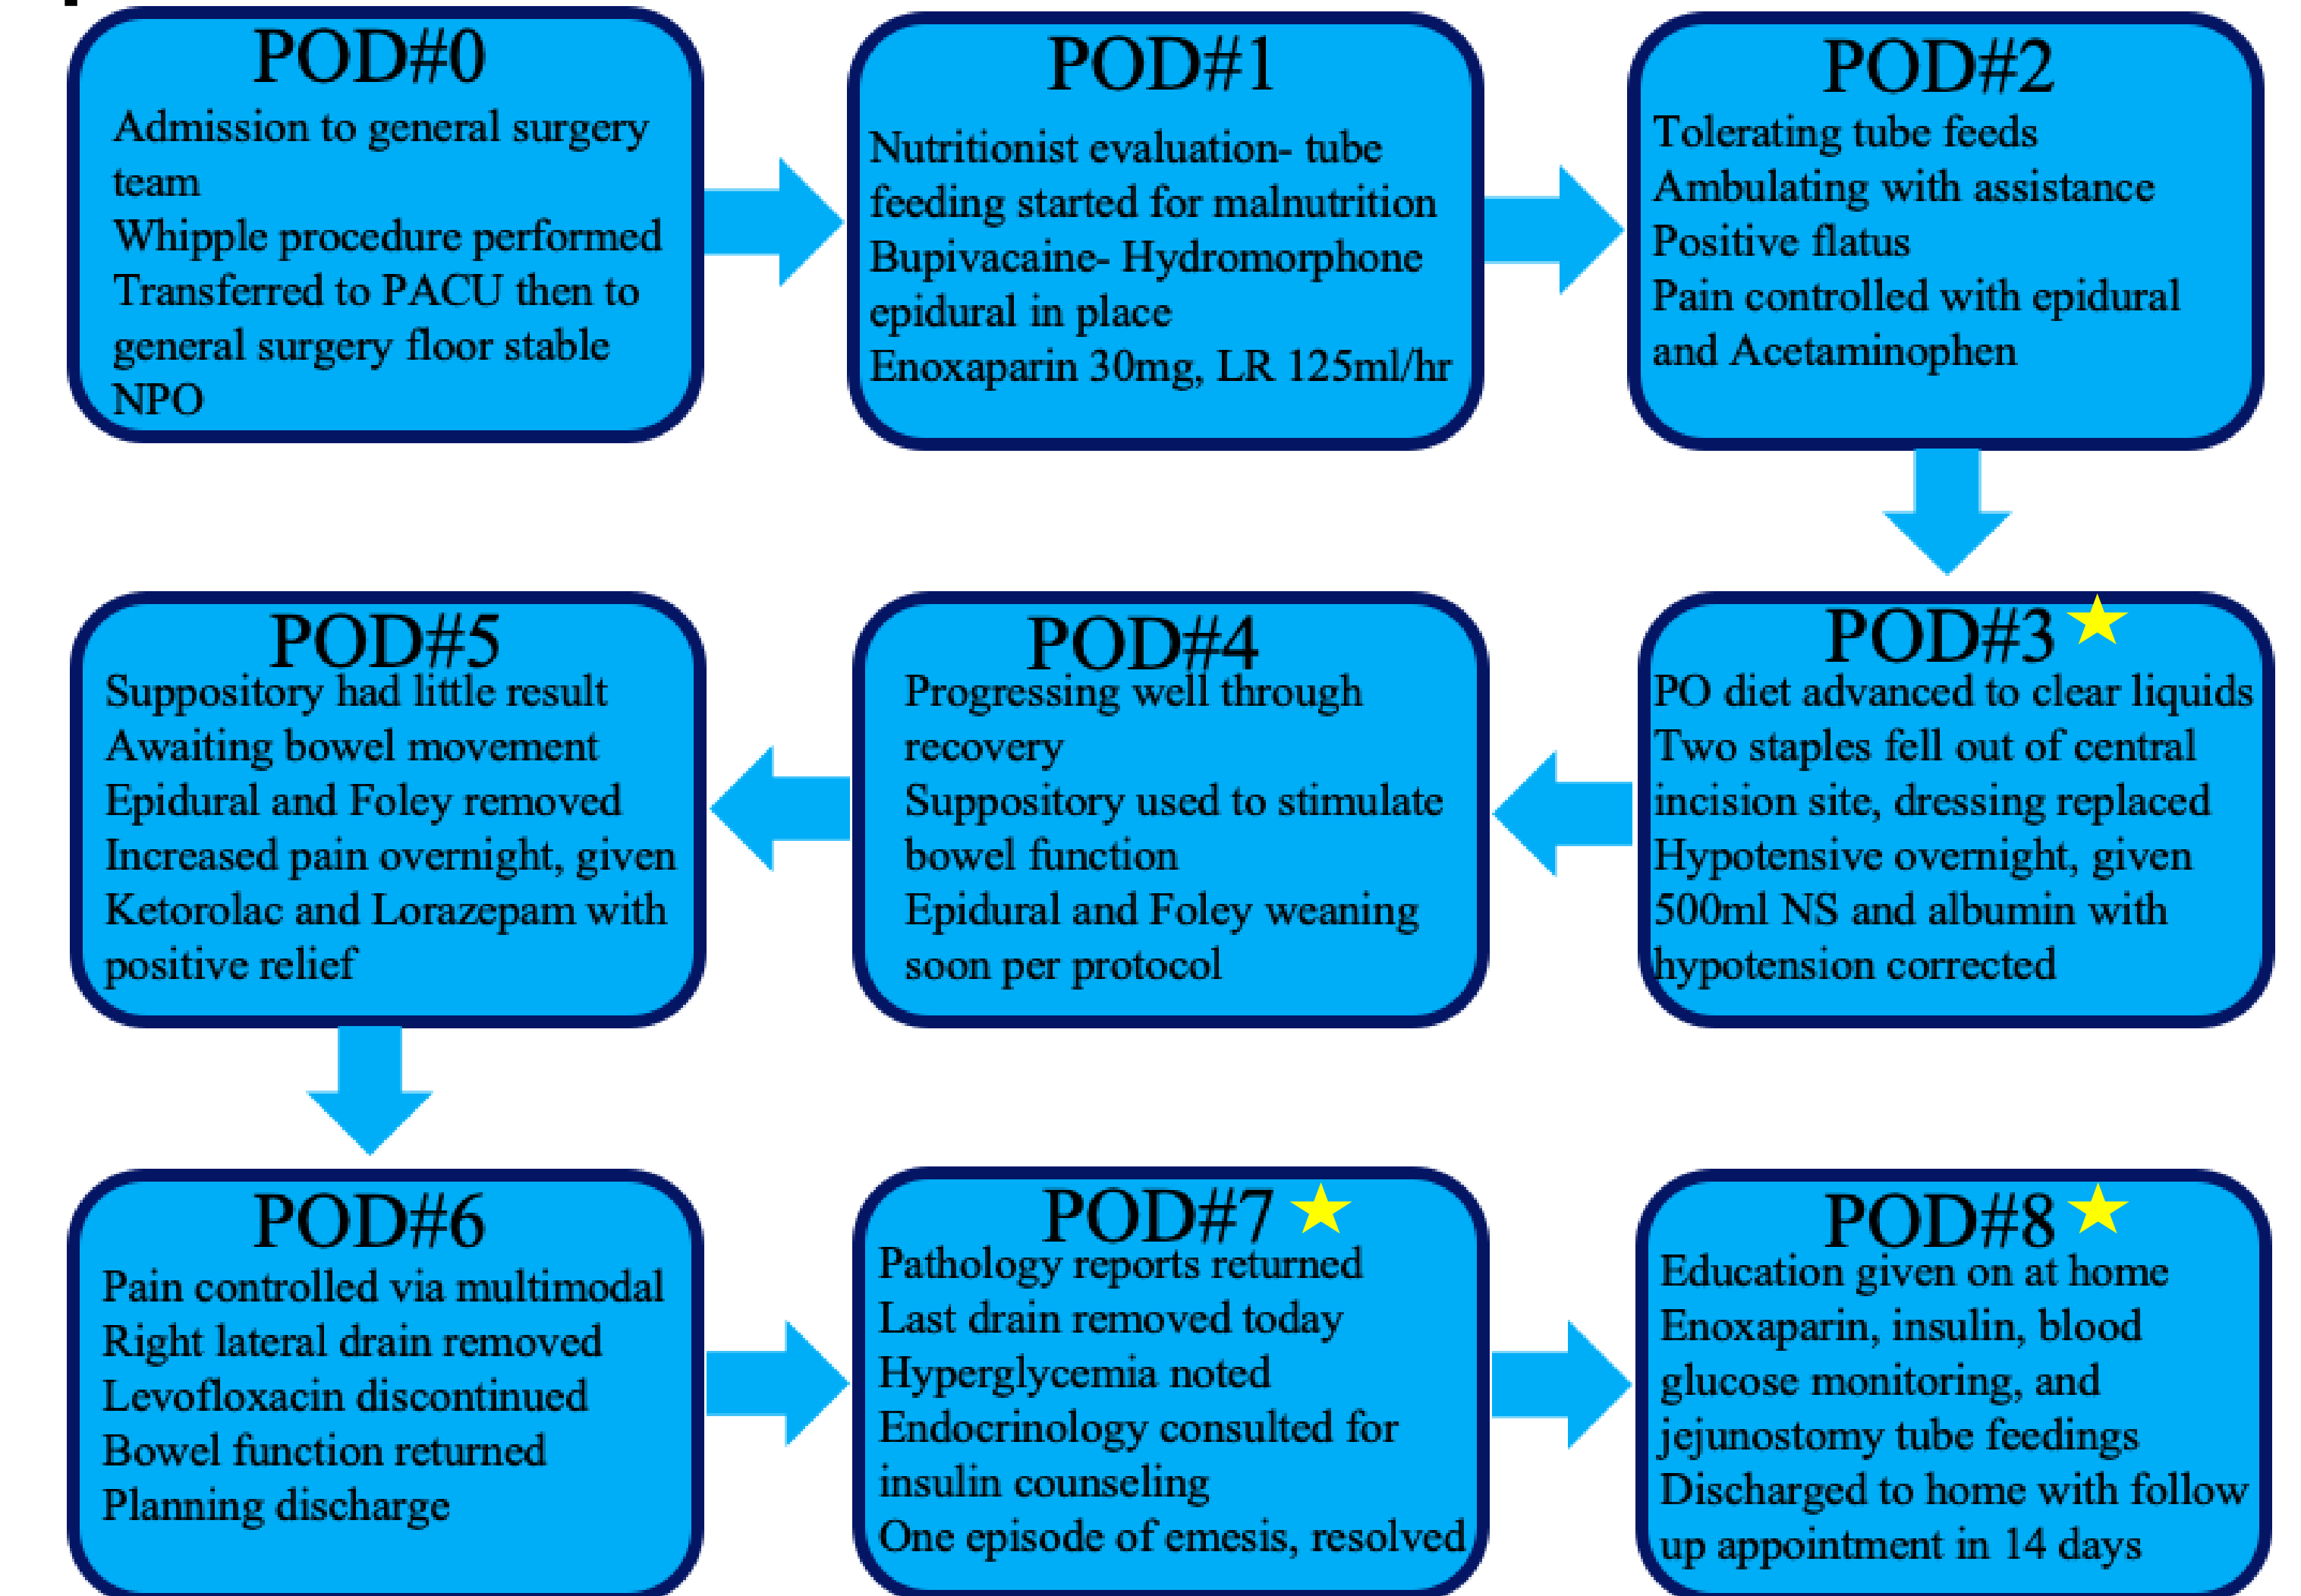 POD#0
Admission to general surgery
team
Whipple procedure performed
Transferred to PACU then to
general surgery floor stable
NPO
POD#1
Nutritionist evaluation- tube
feeding started for malnutrition
Bupivacaine- Hydromorphone
epidural in place
Enoxaparin 30mg, LR 125ml/hr
POD#2
Tolerating tube feeds
Ambulating with assistance
Positive flatus
Pain controlled with epidural
and Acetaminophen
POD#3
PO diet advanced to clear liquids
Two staples fell out of central
incision site, dressing replaced
Hypotensive overnight, given
500ml NS and albumin with
hypotension corrected
POD#4
Progressing well through
recovery
Suppository used to stimulate
bowel function
Epidural and Foley weaning
soon per protocol
POD#5
Suppository had little result
Awaiting bowel movement
Epidural and Foley removed
Increased pain overnight, given
Ketorolac and Lorazepam with
positive relief
POD#6
Pain controlled via multimodal
Right lateral drain removed
Levofloxacin discontinued
Bowel function returned
Planning discharge
POD#7
Pathology reports returned
Last drain removed today
Hyperglycemia noted
Endocrinology consulted for
insulin counseling
One episode of emesis, resolved
POD#8
Education given on at home
Enoxaparin, insulin, blood
glucose monitoring, and
jejunostomy tube feedings
Discharged to home with follow
up appointment in 14 days